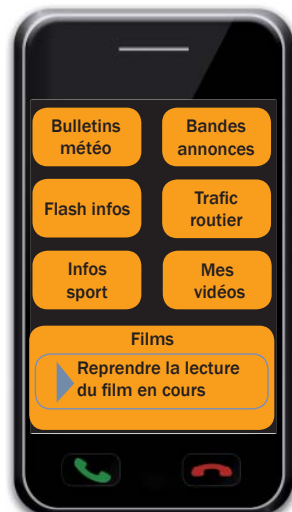 Bulletins
météo
Bandes
annonces
Flash infos
Trafic
routier
Infos
sport
Mes
vidéos
Films
Reprendre la lecture
du film en cours